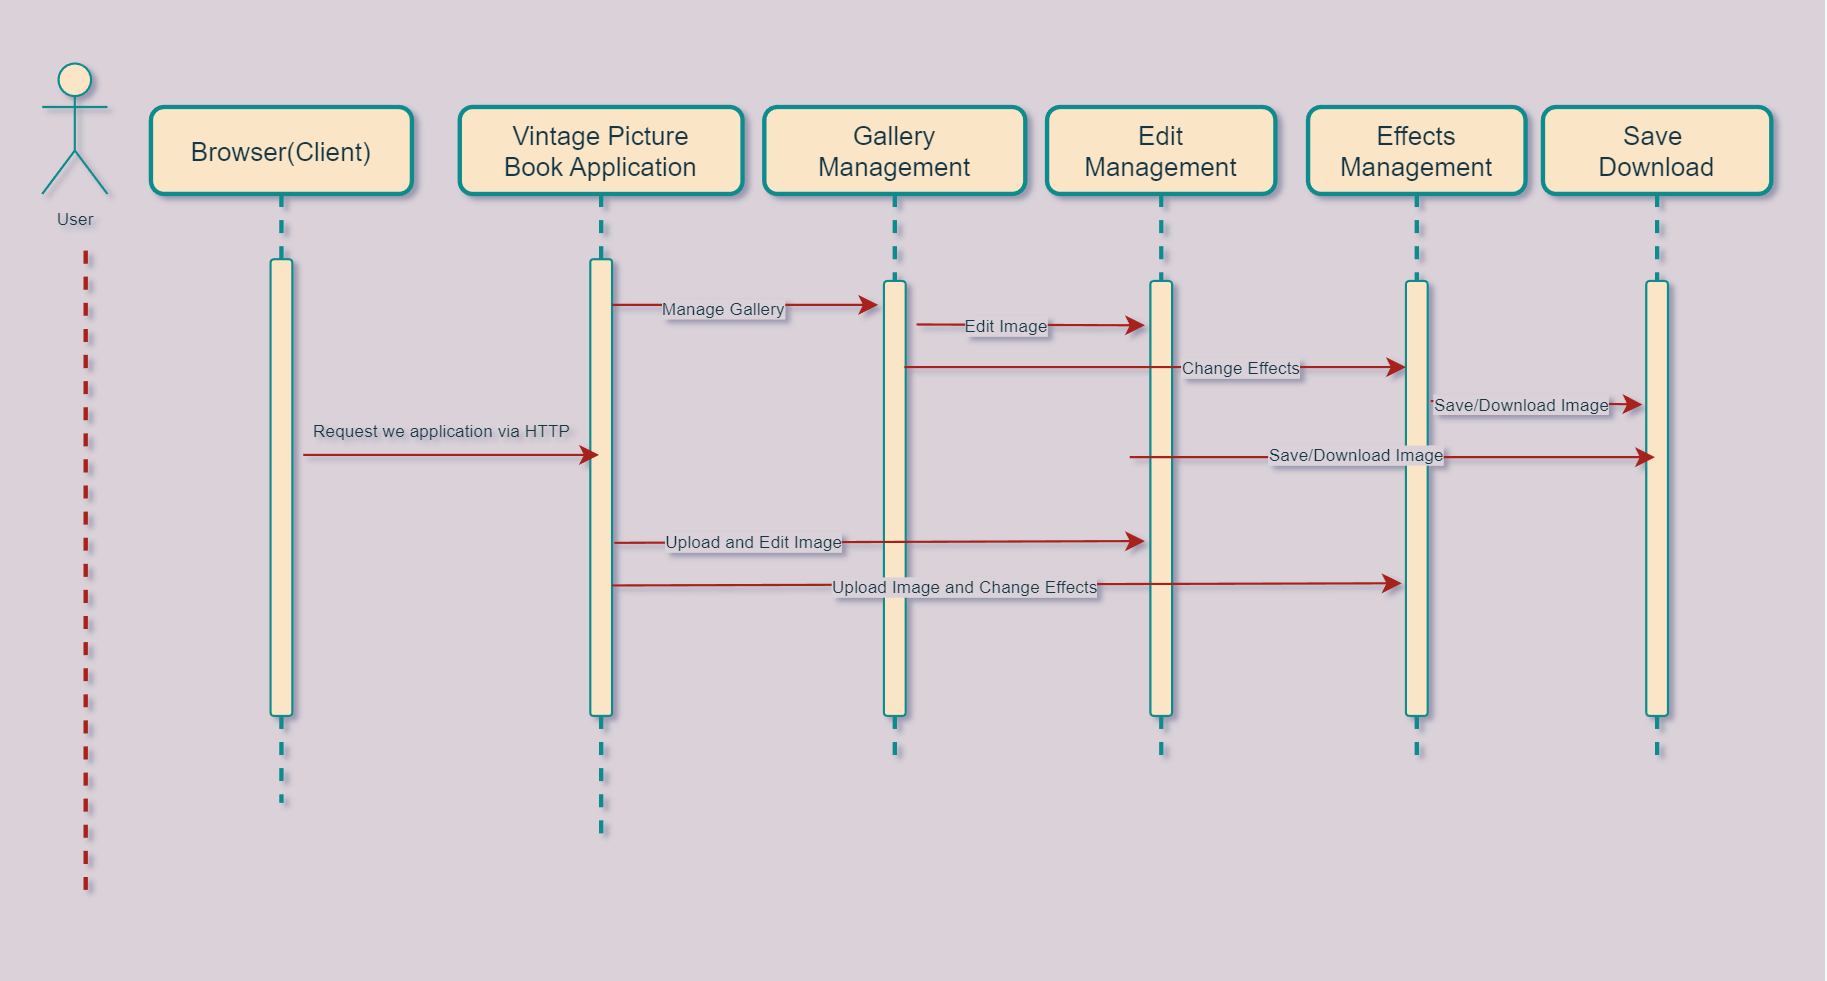 User
Browser(Client)
Vintage Picture
Book Application
Gallery
Management
Edit
Management
Effects
Management
Save
Download
Manage Gallery
Edit Image
Change Effects
Save/Download Image
Request we application via HTTP
Save/Download Image
Upload and Edit Image
Upload Image and Change Effects